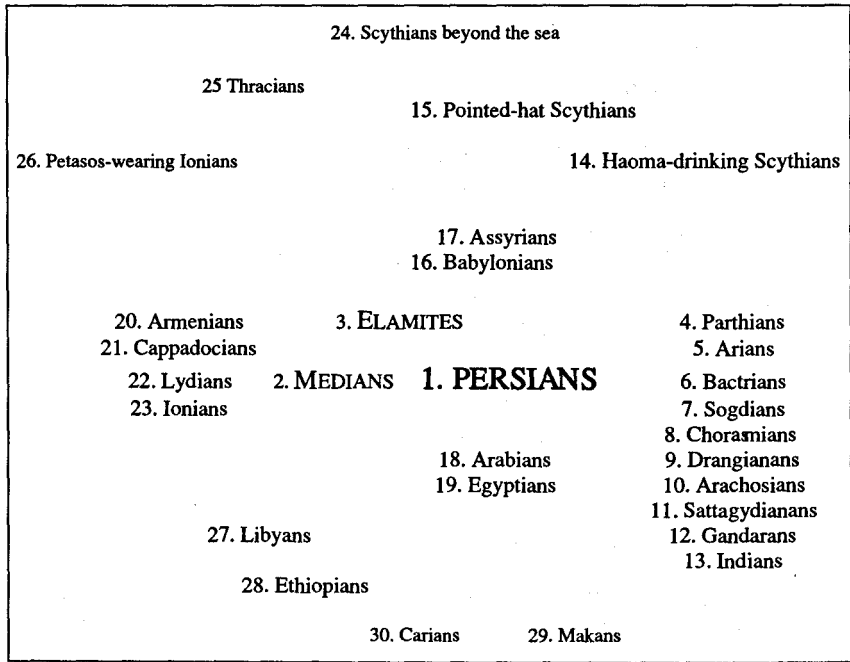 24. Scythians beyond the sea
25 Thracians
15. Pointed-hat Scythians
26. Petasos-wearing Ionians 14. Haoma-drinking Scythians
17. Assyrians
16. Babylonians
20. Armenians 3. ELAMITES 4. Parthians
21. Cappadocians 5. Arians
22. Lydians 2. MEDIANS 1. PERSIANS 6. Bactrians
23. Ionians 7. Sogdians
8. Choramians
18. Arabians 9. Drangianans
19. Egyptians 10. Arachosians
11. Sattagydianans
27. Libyans 12. Gandarans
13. Indians
28. Ethiopians
30. Carians 29. Makans